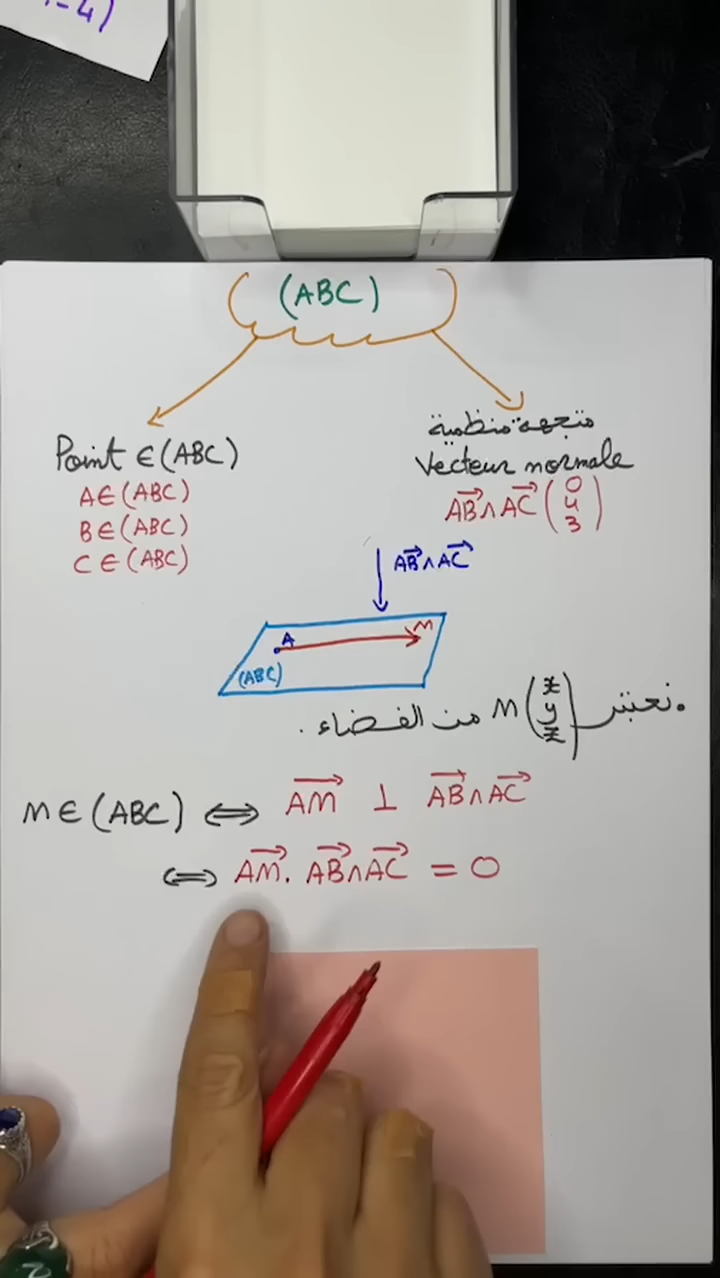 -4)
(ABC)
Point ∈ (ABC)
A ∈ (ABC)
B ∈ (ABC)
C ∈ (ABC)
متجهة منظمية
Vecteur normale
AB∧AC (0 4 3)
AB∧AC
A M
(ABC)
نعتبر M (x y z) من الفضاء.
M ∈ (ABC) ⇔ AM ⊥ AB∧AC
⇔ AM . AB∧AC = 0